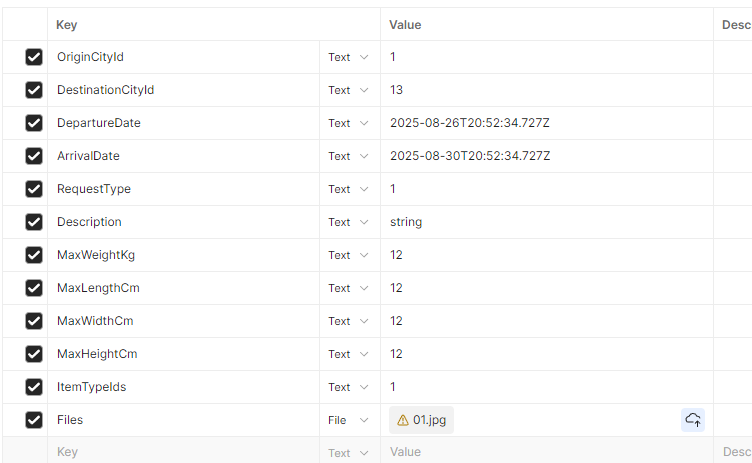 Key Value Desc
OriginCityId Text 1
DestinationCityId Text 13
DepartureDate Text 2025-08-26T20:52:34.727Z
ArrivalDate Text 2025-08-30T20:52:34.727Z
RequestType Text 1
Description Text string
MaxWeightKg Text 12
MaxLengthCm Text 12
MaxWidthCm Text 12
MaxHeightCm Text 12
ItemTypeIds Text 1
Files File 01.jpg
Key Text Value Desc